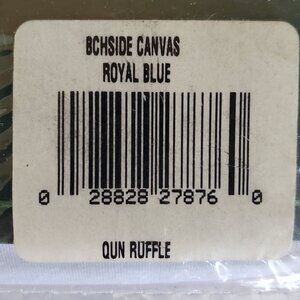 BCHSIDE CANVAS
ROYAL BLUE
0 28828 27876 0
QUN RUFFLE